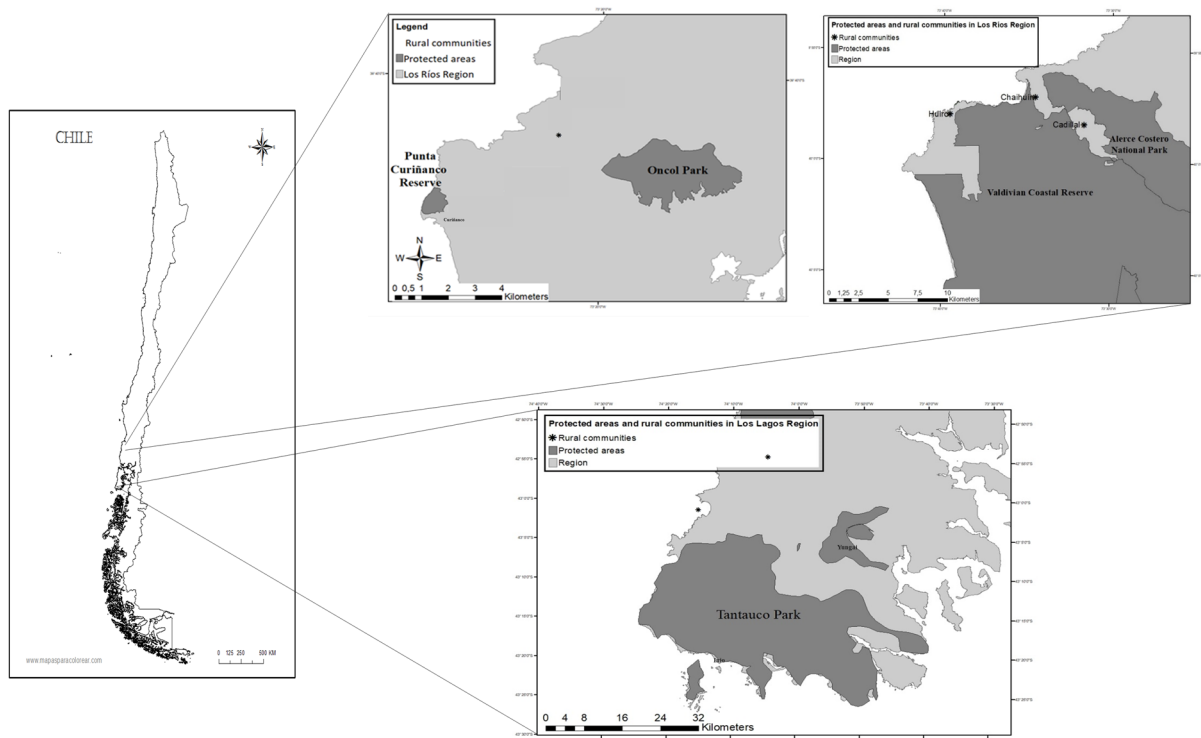 CHILE
www.mapasparacolorear.com
0 125 250 500 KM
Legend
Rural communities
Protected areas
Los Ríos Region
Punta
Curiñanco
Reserve
Oncol Park
Curiñanco
N
W E
S
0 0,5 1 2 3 4
Kilometers
Protected areas and rural communities in Los Ríos Region
Rural communities
Protected areas
Region
Chaihuín
Cadillal
Alerce Costero
National Park
Valdivian Coastal Reserve
0 1,25 2,5 5 7,5 10
Kilometers
Protected areas and rural communities in Los Lagos Region
Rural communities
Protected areas
Region
Yungai
Tantauco Park
Inío
0 4 8 16 24 32
Kilometers